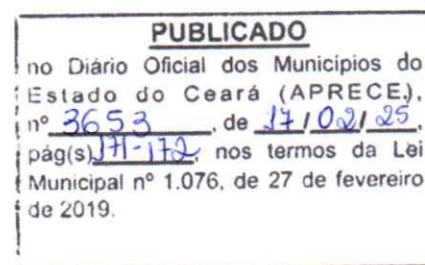 PUBLICADO
no Diário Oficial dos Municípios do
Estado do Ceará (APRECE),
nº 3653, de 17/02/25,
pág(s) 171-172, nos termos da Lei
Municipal nº 1.076, de 27 de fevereiro
de 2019.